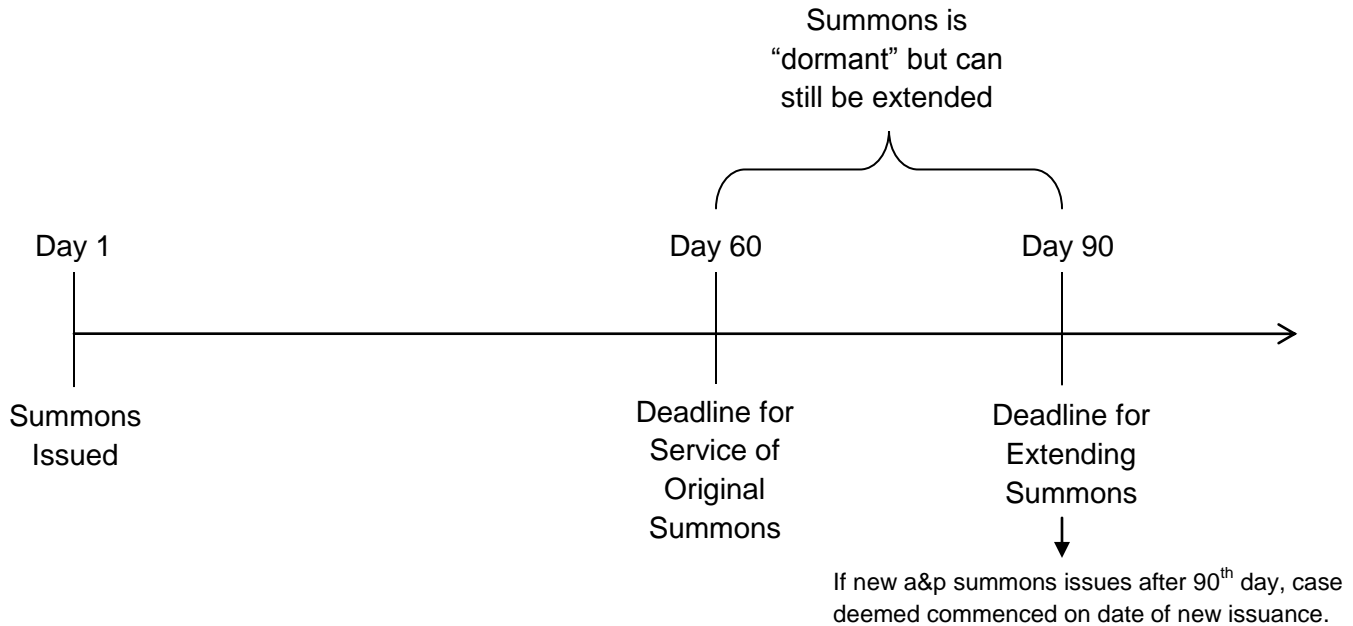 Summons is
“dormant” but can
still be extended
Day 1
Day 60
Day 90
Summons
Issued
Deadline for
Service of
Original
Summons
Deadline for
Extending
Summons
If new a&p summons issues after 90th day, case
deemed commenced on date of new issuance.